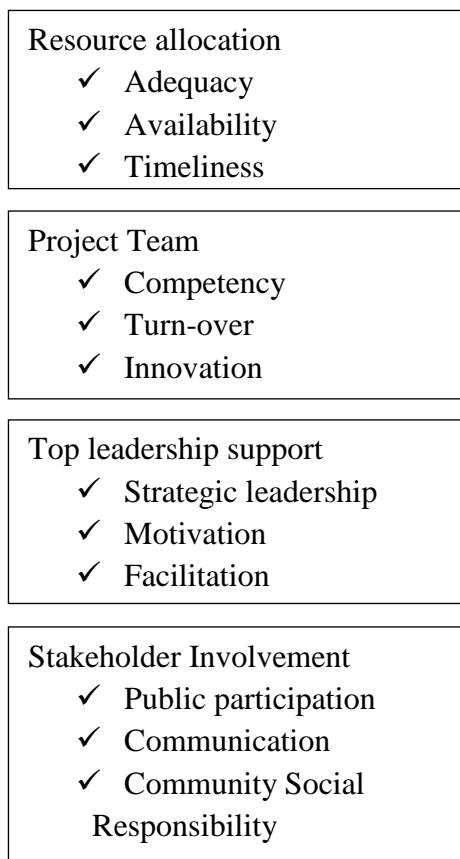 Resource allocation
✓ Adequacy
✓ Availability
✓ Timeliness
Project Team
✓ Competency
✓ Turn-over
✓ Innovation
Top leadership support
✓ Strategic leadership
✓ Motivation
✓ Facilitation
Stakeholder Involvement
✓ Public participation
✓ Communication
✓ Community Social
Responsibility